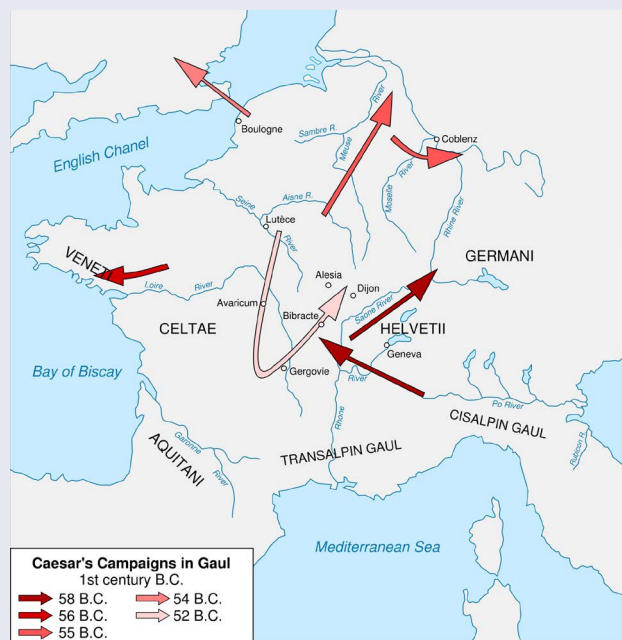 Boulogne
Sambre R.
River
Meuse
Coblenz
English Chanel
Moselle
River
Rhine River
Seine
Aisne R.
Lutèce
River
VENETI
GERMANI
Loire River
Alesia
Dijon
Saone River
Avaricum
Bibracte
CELTAE
HELVETII
Geneva
Bay of Biscay
Gergovie
River
Rhone
Po River
CISALPIN GAUL
Rubicon R.
AQUITANI
Garonne
River
TRANSALPIN GAUL
Mediterranean Sea
Caesar's Campaigns in Gaul
1st century B.C.
58 B.C.
56 B.C.
55 B.C.
54 B.C.
52 B.C.